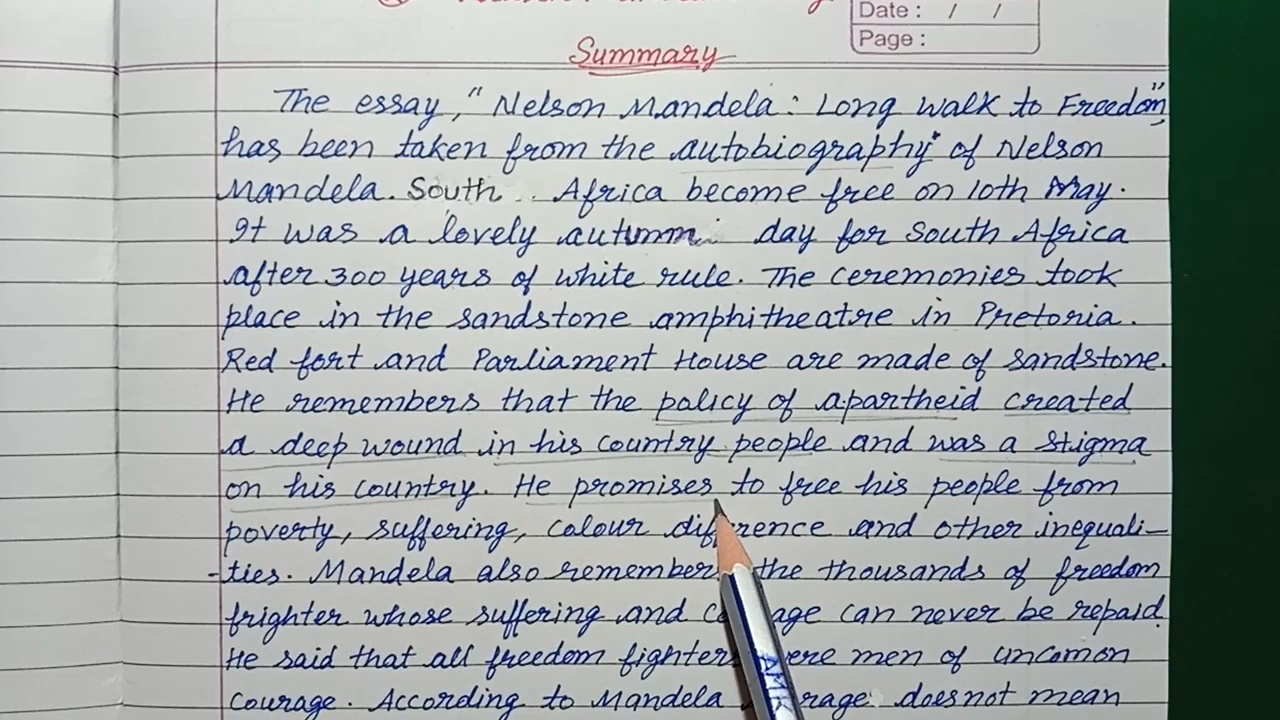 Date : / /
Page :
Summary
The essay, "Nelson Mandela : Long walk to Freedom"
has been taken from the autobiography of Nelson
Mandela. South Africa become free on 10th May.
It was a lovely autumn day for South Africa
after 300 years of white rule. The ceremonies took
place in the sandstone amphitheatre in Pretoria.
Red fort and Parliament House are made of sandstone.
He remembers that the policy of apartheid created
a deep wound in his country people and was a stigma
on his country. He promises to free his people from
poverty, suffering, colour difference and other inequali-
-ties. Mandela also remember the thousands of freedom
frighter whose suffering and can never be repaid.
He said that all freedom fighters men of uncomon
courage. According to Mandela does not mean
AMK